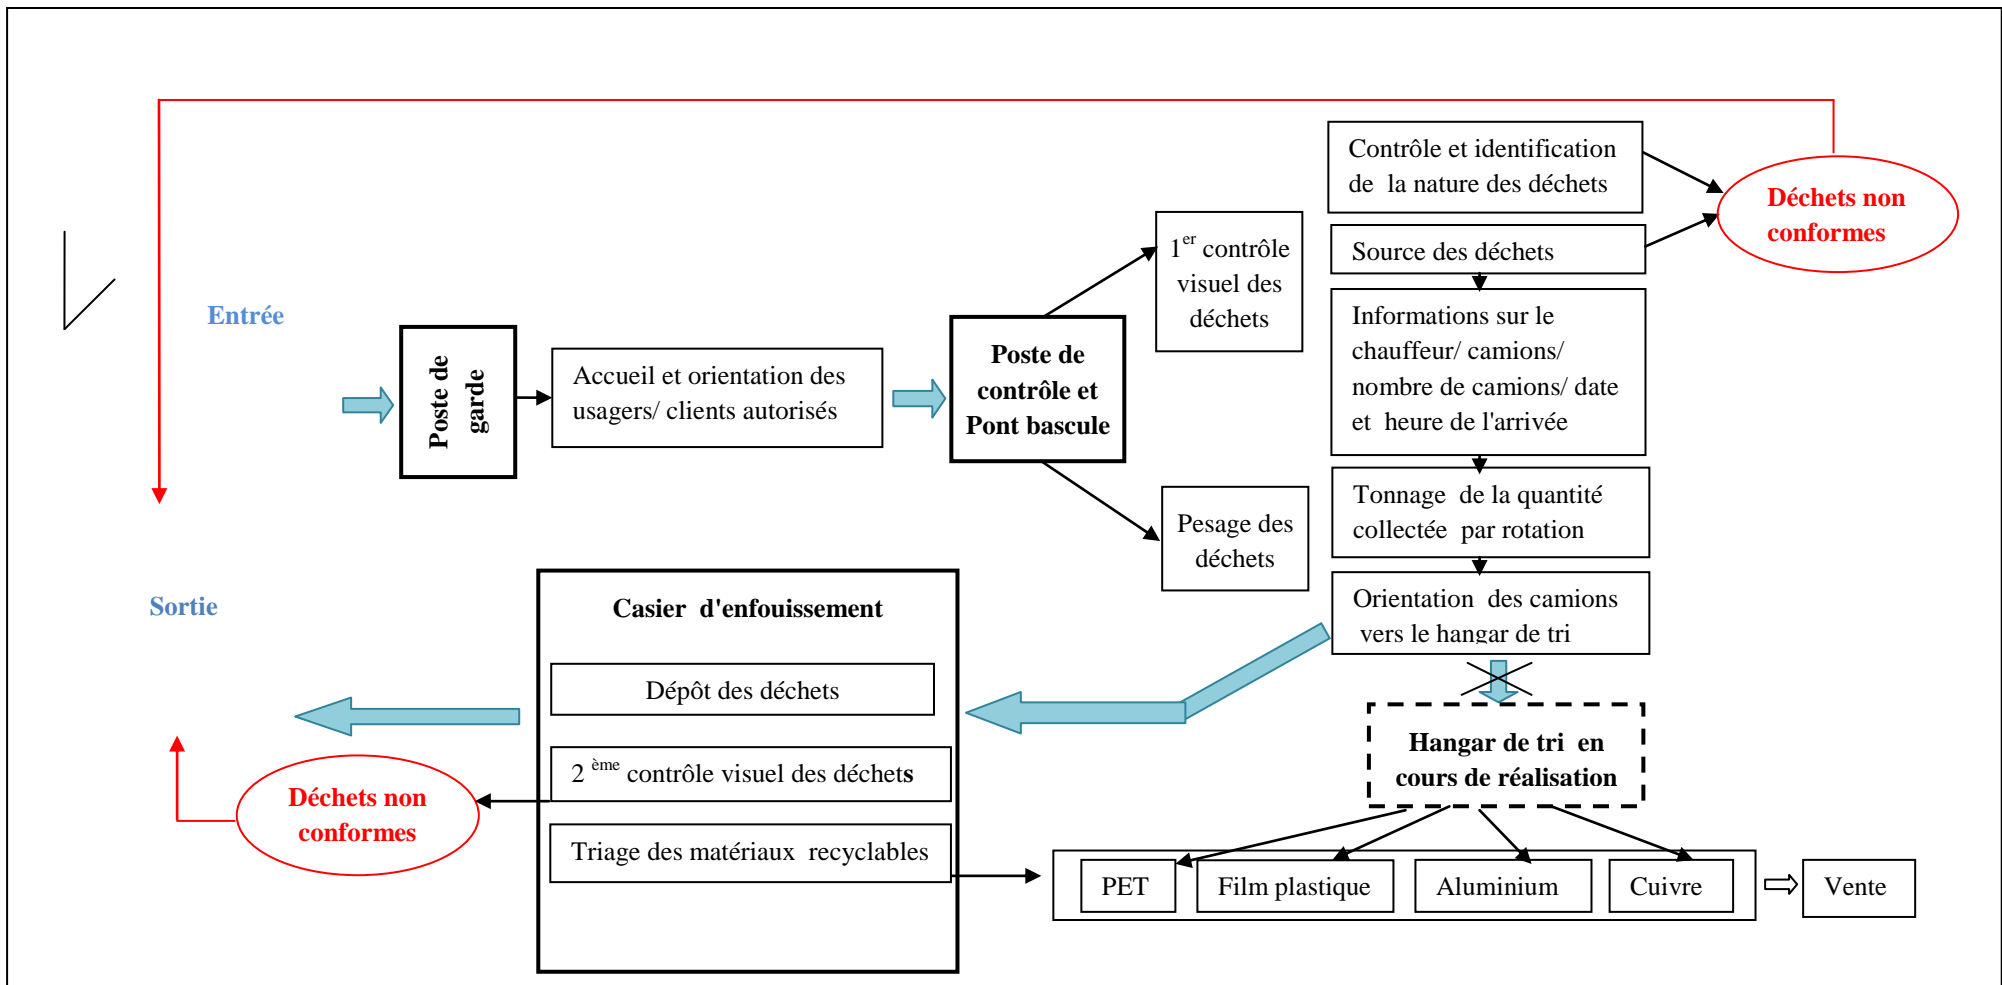 Entrée
Poste de
garde
Accueil et orientation des
usagers/ clients autorisés
Poste de
contrôle et
Pont bascule
1er contrôle
visuel des
déchets
Pesage des
déchets
Contrôle et identification
de la nature des déchets
Source des déchets
Informations sur le
chauffeur/ camions/
nombre de camions/ date
et heure de l'arrivée
Tonnage de la quantité
collectée par rotation
Orientation des camions
vers le hangar de tri
Déchets non
conformes
Hangar de tri en
cours de réalisation
PET
Film plastique
Aluminium
Cuivre
Vente
Casier d'enfouissement
Dépôt des déchets
2 ème contrôle visuel des déchets
Triage des matériaux recyclables
Déchets non
conformes
Sortie